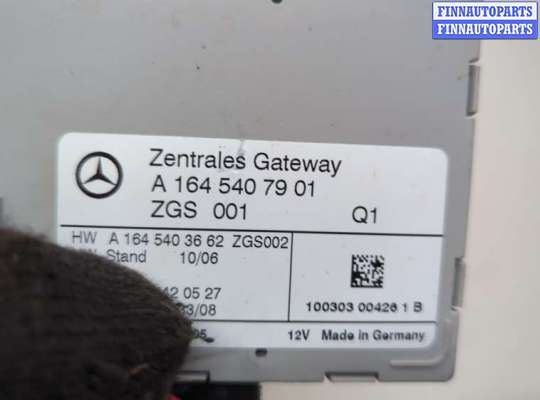 FINNAUTOPARTS
FINNAUTOPARTS
Zentrales Gateway
A 164 540 79 01
ZGS 001 Q1
HW A 164 540 36 62 ZGS002
Stand 10/06
42 05 27
/08
100303 00426 1 B
12V Made in Germany